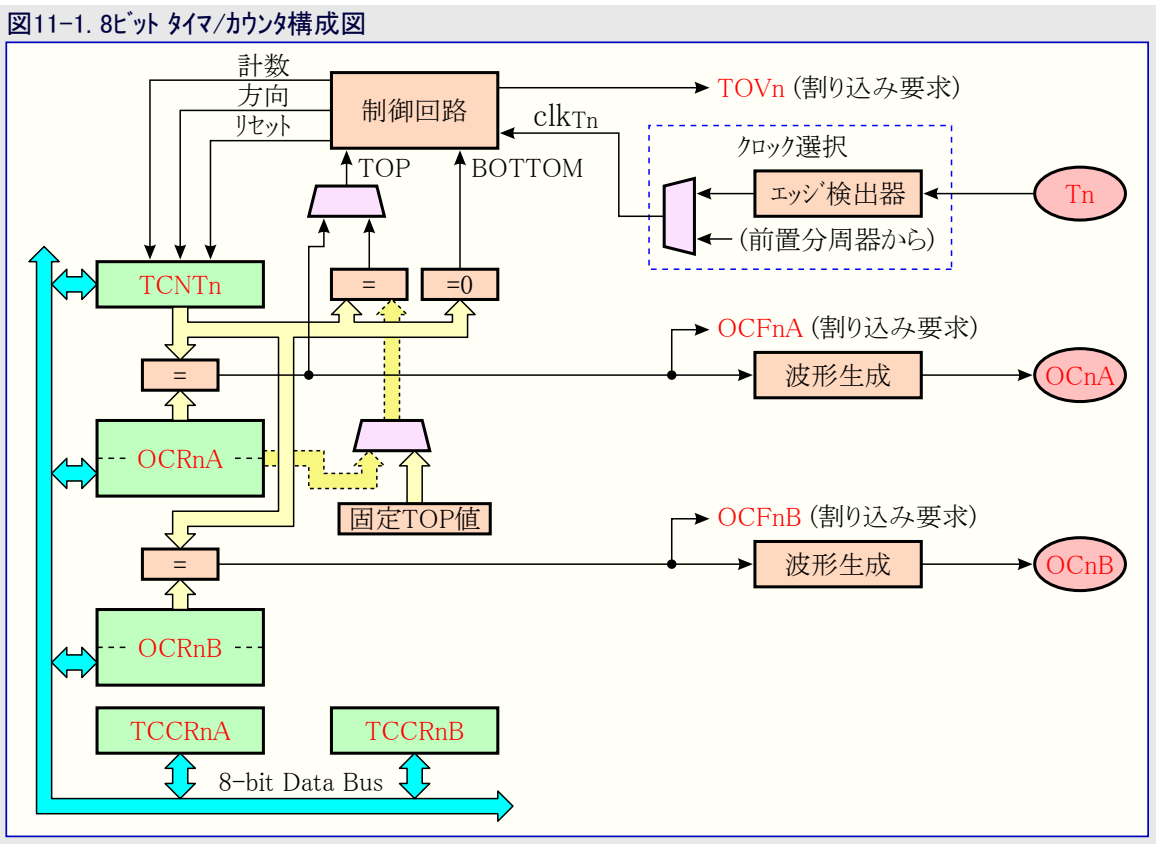 図11-1. 8ビット タイマ/カウンタ構成図
計数
方向
リセット
制御回路
TOVn (割り込み要求)
clkTn
クロック選択
TOP
BOTTOM
エッジ検出器
Tn
(前置分周器から)
TCNTn
=
=0
OCFnA (割り込み要求)
=
波形生成
OCnA
OCRnA
固定TOP値
OCFnB (割り込み要求)
=
波形生成
OCnB
OCRnB
TCCRnA
TCCRnB
8-bit Data Bus